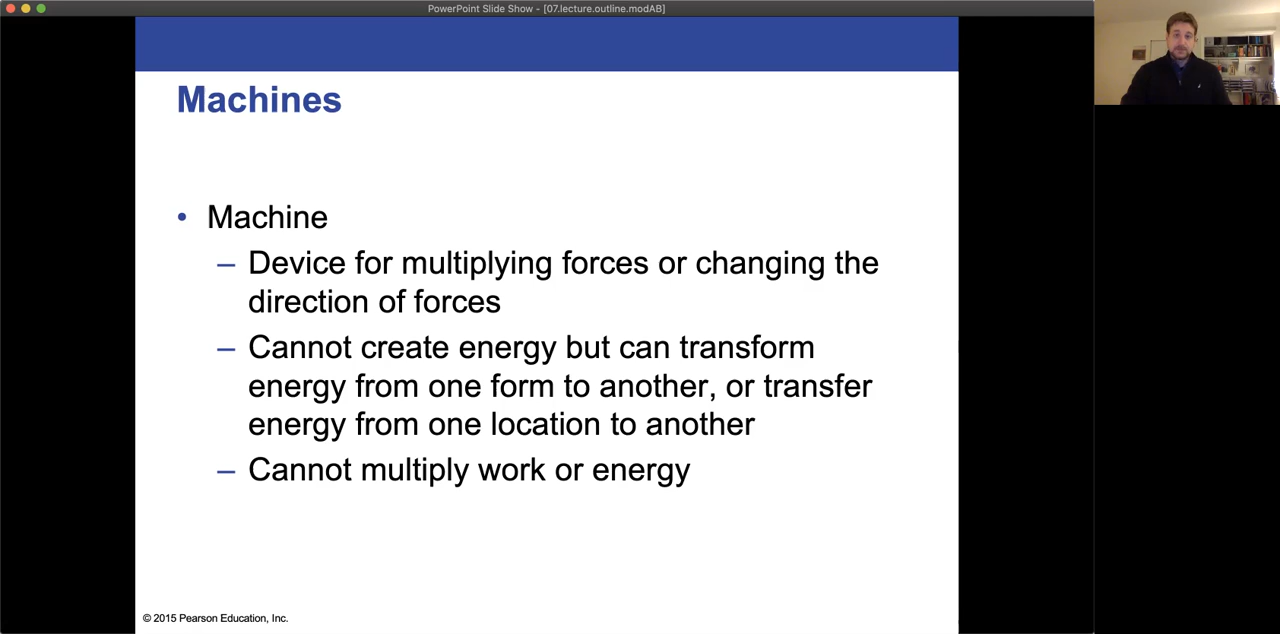 PowerPoint Slide Show - [07.lecture.outline.modAB]
Machines
• Machine
– Device for multiplying forces or changing the
direction of forces
– Cannot create energy but can transform
energy from one form to another, or transfer
energy from one location to another
– Cannot multiply work or energy
© 2015 Pearson Education, Inc.